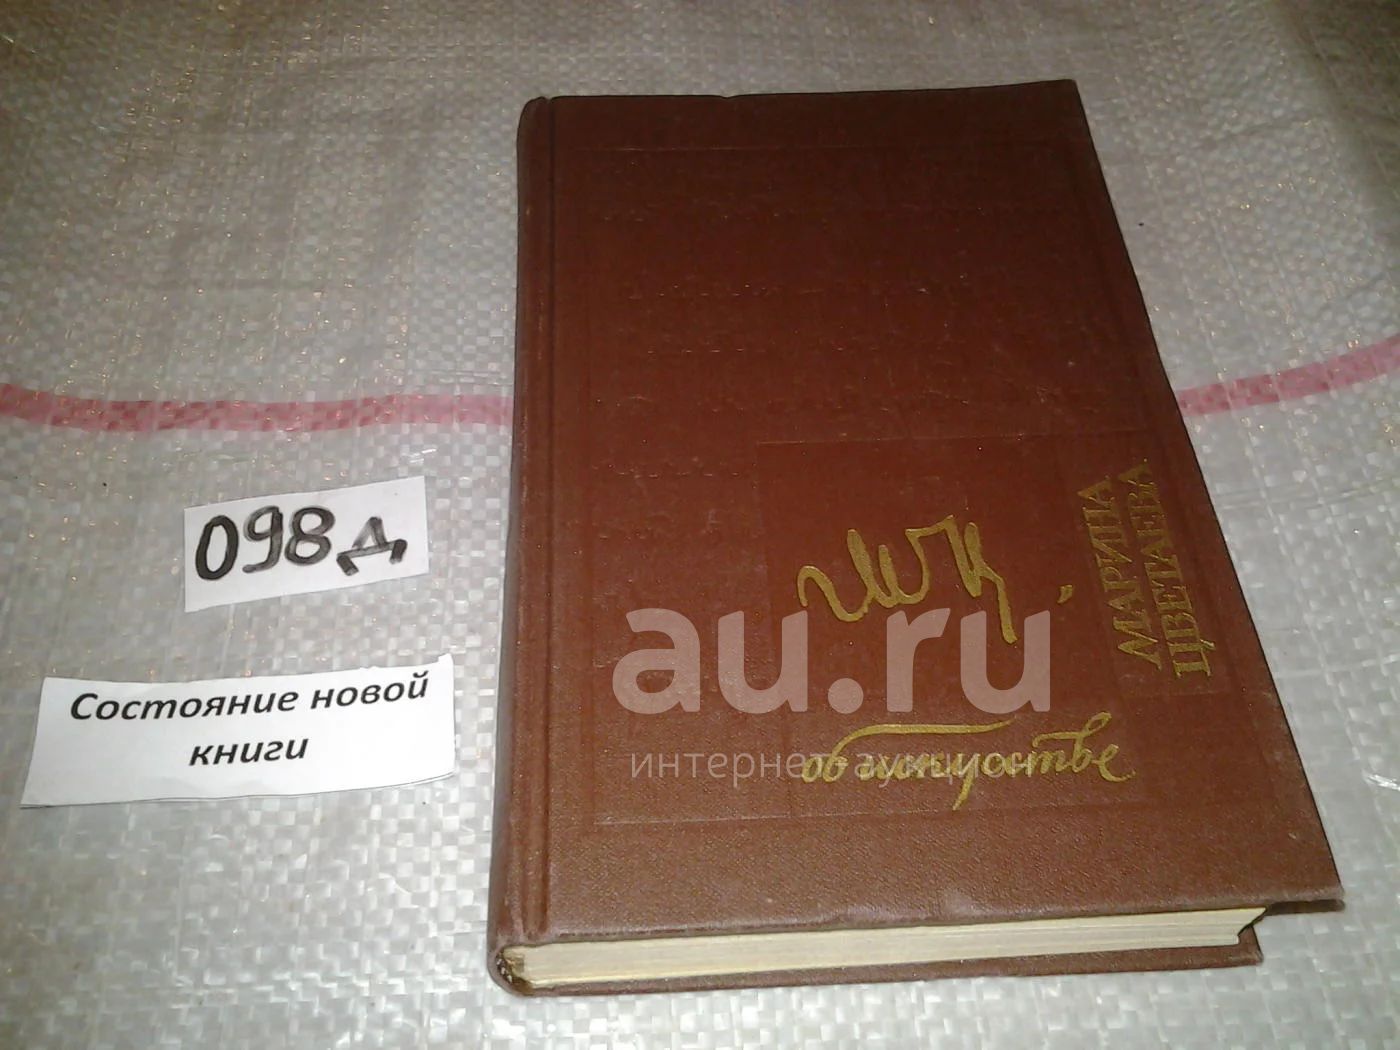 098д
Состояние новой
книги
МАРИНА
ЦВЕТАЕВА
МЦ
об искусстве
au.ru
интернет-аукцион